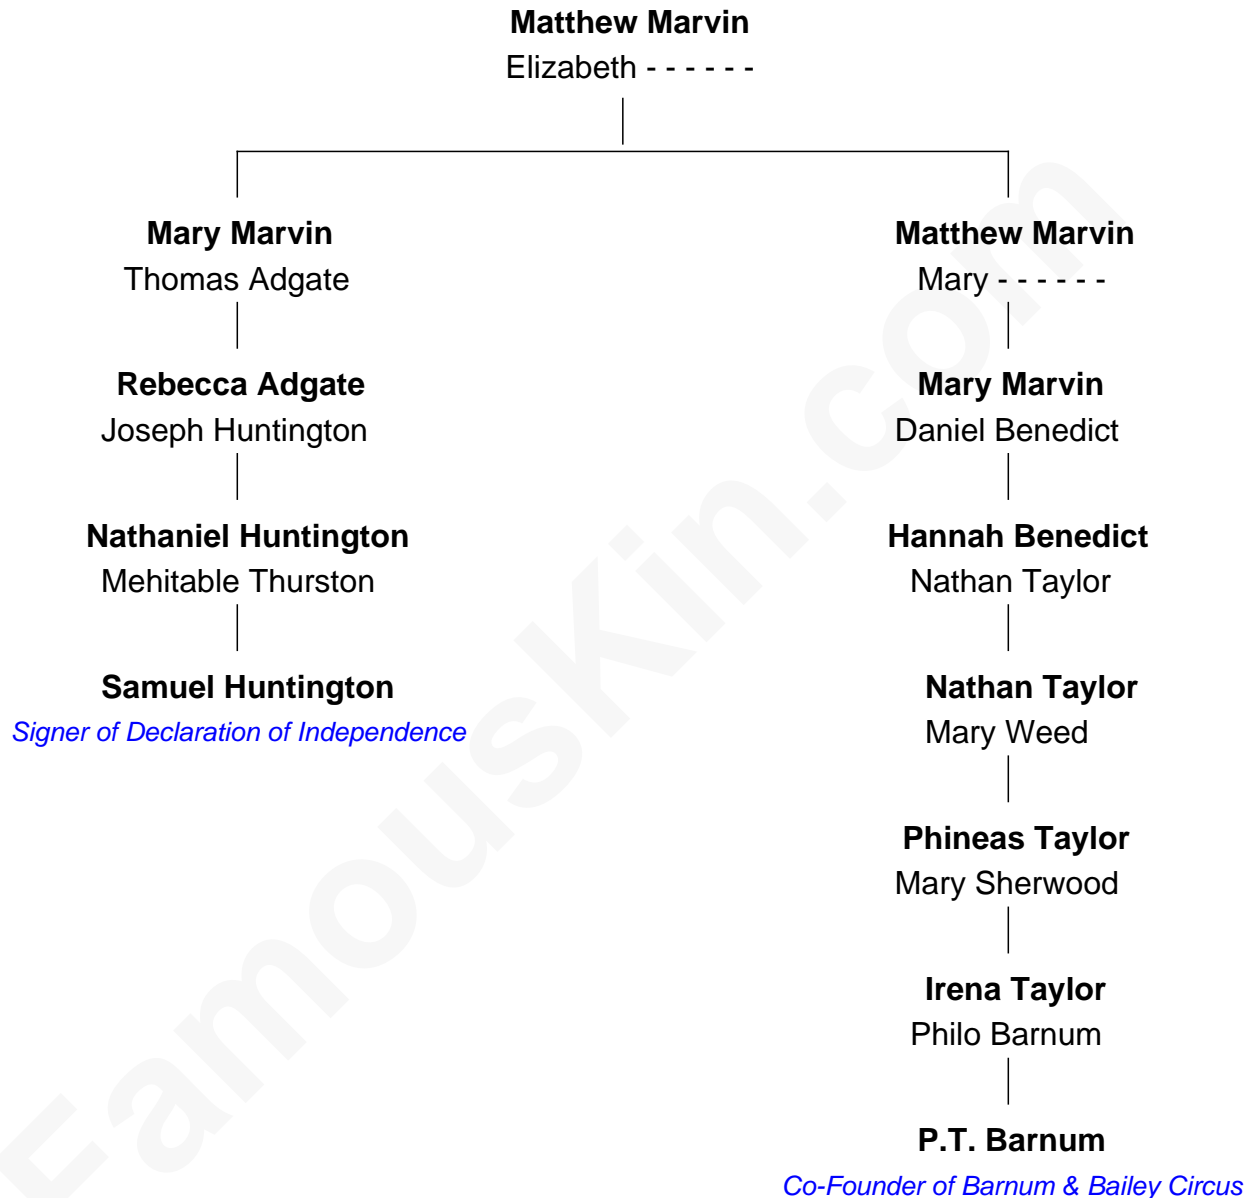 Matthew Marvin
Elizabeth - - - - - -
Mary Marvin
Thomas Adgate
Rebecca Adgate
Joseph Huntington
Nathaniel Huntington
Mehitable Thurston
Samuel Huntington
Signer of Declaration of Independence
Matthew Marvin
Mary - - - - - -
Mary Marvin
Daniel Benedict
Hannah Benedict
Nathan Taylor
Nathan Taylor
Mary Weed
Phineas Taylor
Mary Sherwood
Irena Taylor
Philo Barnum
P.T. Barnum
Co-Founder of Barnum & Bailey Circus
FamousKin.com